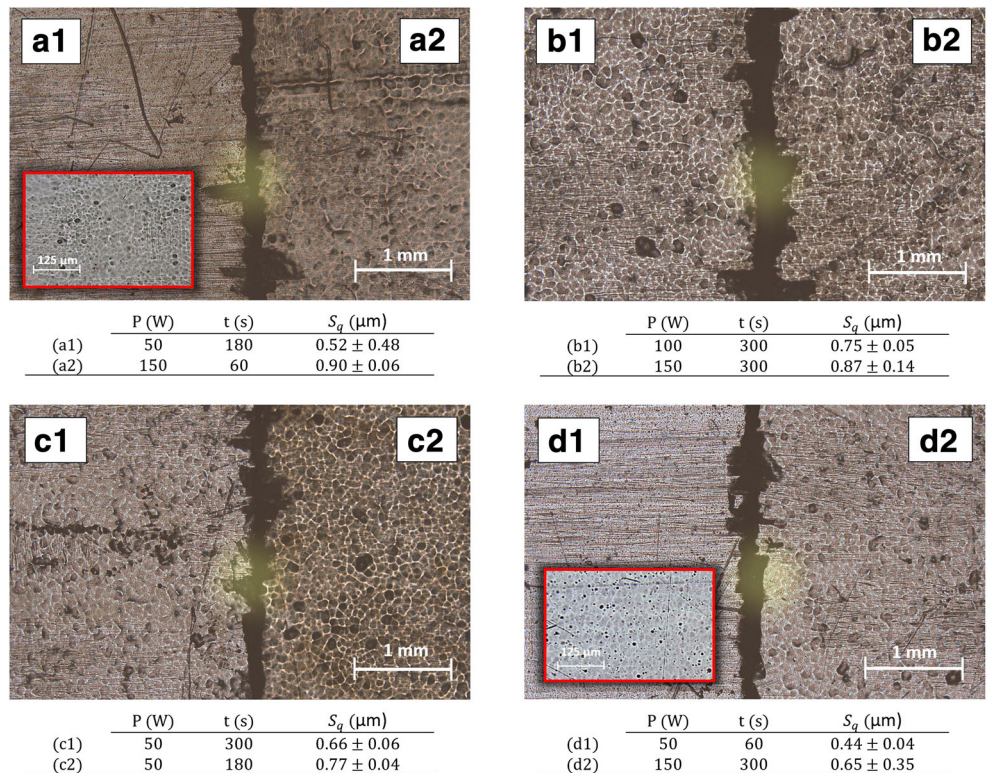 a1 a2
125 µm
1 mm
P (W) t (s) Sq (µm)
(a1) 50 180 0.52 ± 0.48
(a2) 150 60 0.90 ± 0.06
b1 b2
1 mm
P (W) t (s) Sq (µm)
(b1) 100 300 0.75 ± 0.05
(b2) 150 300 0.87 ± 0.14
c1 c2
1 mm
P (W) t (s) Sq (µm)
(c1) 50 300 0.66 ± 0.06
(c2) 50 180 0.77 ± 0.04
d1 d2
125 µm
1 mm
P (W) t (s) Sq (µm)
(d1) 50 60 0.44 ± 0.04
(d2) 150 300 0.65 ± 0.35